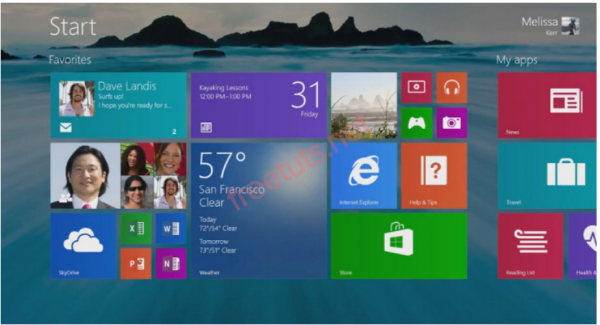 Start
Melissa
Kerr
Favorites
My apps
Dave Landis
Surf's up!
I hope you're ready for s...
2
Kayaking Lessons
12:00 PM–1:00 PM
31
Friday
News
57°
San Francisco
Clear
Today
72°/54° Clear
Tomorrow
73°/51° Clear
Weather
Internet Explorer
Help & Tips
Travel
SkyDrive
Store
Reading List
Health &
X
W
P
N
freetuts.net